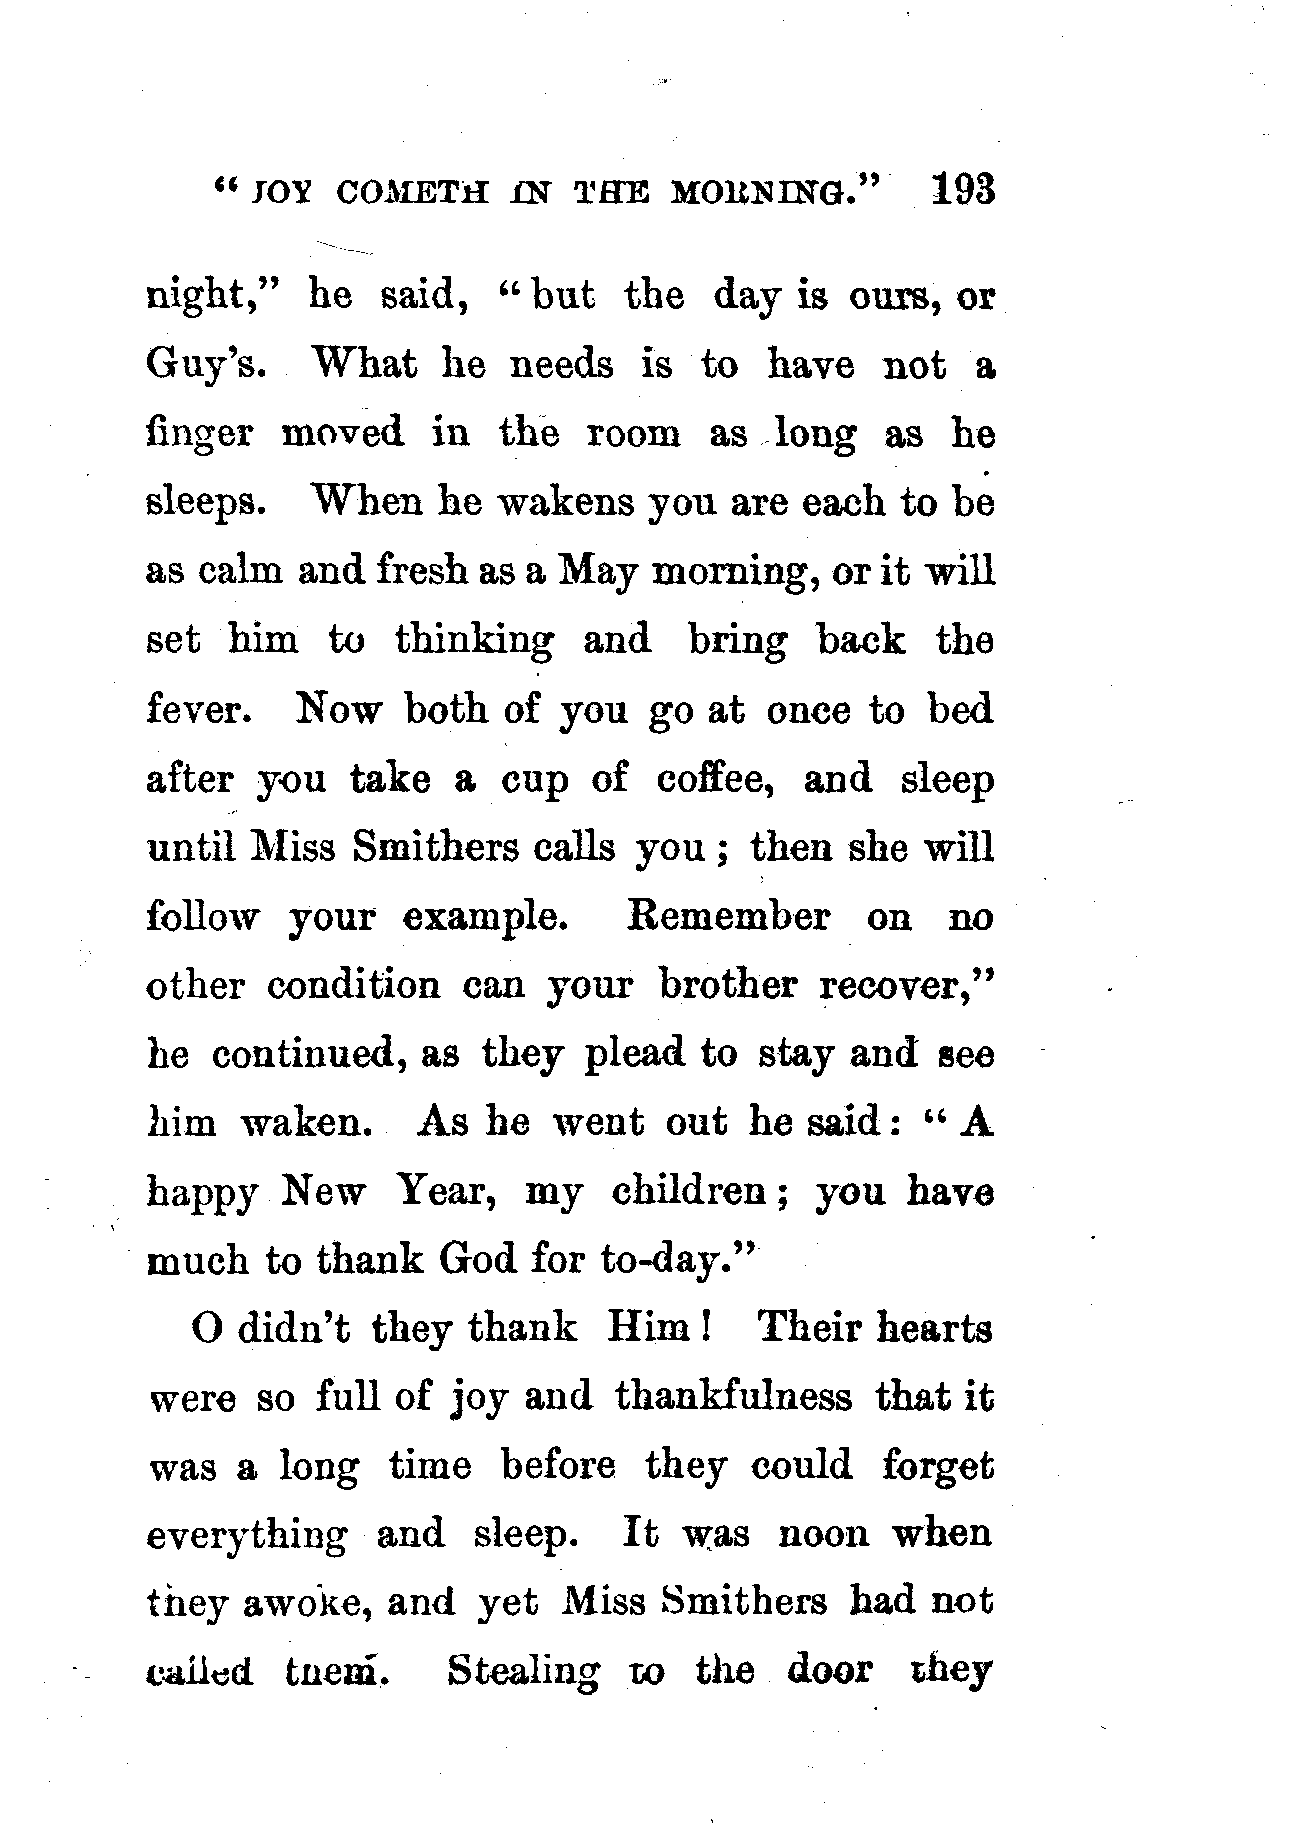 “ JOY COMETH IN THE MORNING.” 193
night,” he said, “ but the day is ours, or
Guy’s. What he needs is to have not a
finger moved in the room as long as he
sleeps. When he wakens you are each to be
as calm and fresh as a May morning, or it will
set him to thinking and bring back the
fever. Now both of you go at once to bed
after you take a cup of coffee, and sleep
until Miss Smithers calls you ; then she will
follow your example. Remember on no
other condition can your brother recover,”
he continued, as they plead to stay and see
him waken. As he went out he said : “ A
happy New Year, my children ; you have
much to thank God for to-day.”
O didn’t they thank Him ! Their hearts
were so full of joy and thankfulness that it
was a long time before they could forget
everything and sleep. It was noon when
they awoke, and yet Miss Smithers had not
called them. Stealing to the door they